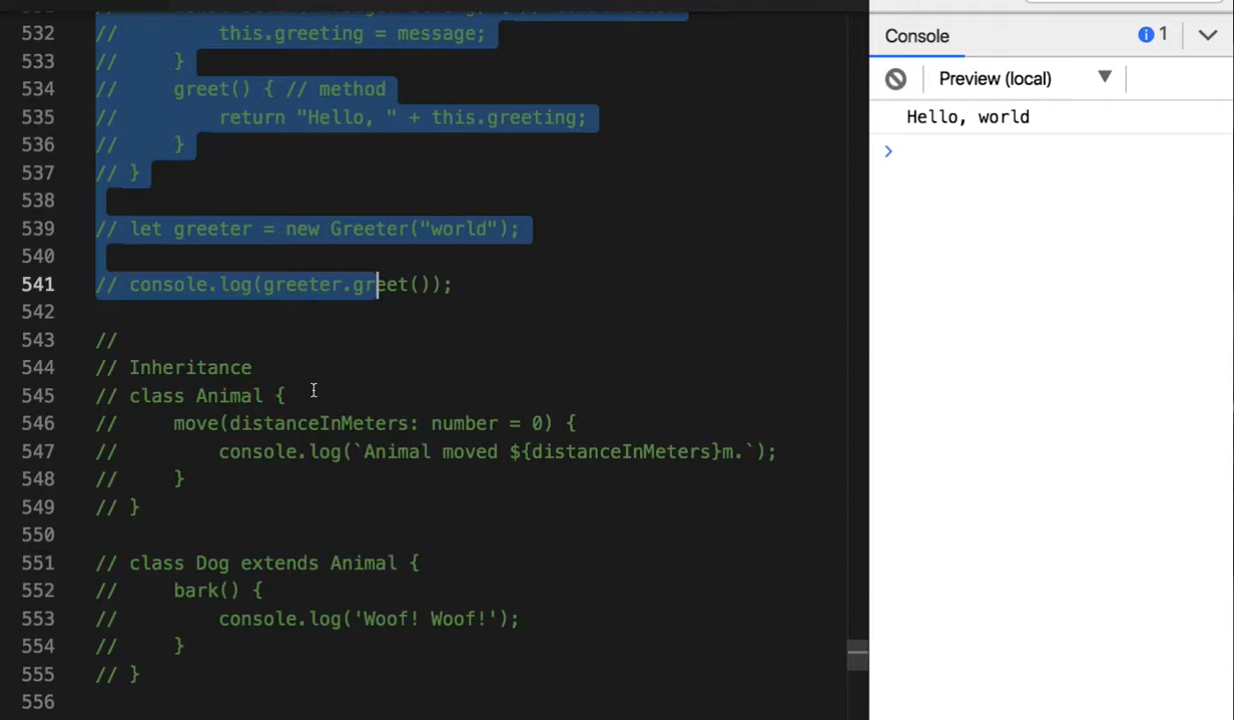 532 //         this.greeting = message;
533 //     }
534 //     greet() { // method
535 //         return "Hello, " + this.greeting;
536 //     }
537 // }
538
539 // let greeter = new Greeter("world");
540
541 // console.log(greeter.greet());
542
543 //
544 // Inheritance
545 // class Animal {
546 //     move(distanceInMeters: number = 0) {
547 //         console.log(`Animal moved ${distanceInMeters}m.`);
548 //     }
549 // }
550
551 // class Dog extends Animal {
552 //     bark() {
553 //         console.log('Woof! Woof!');
554 //     }
555 // }
556
Console
1
Preview (local)
Hello, world